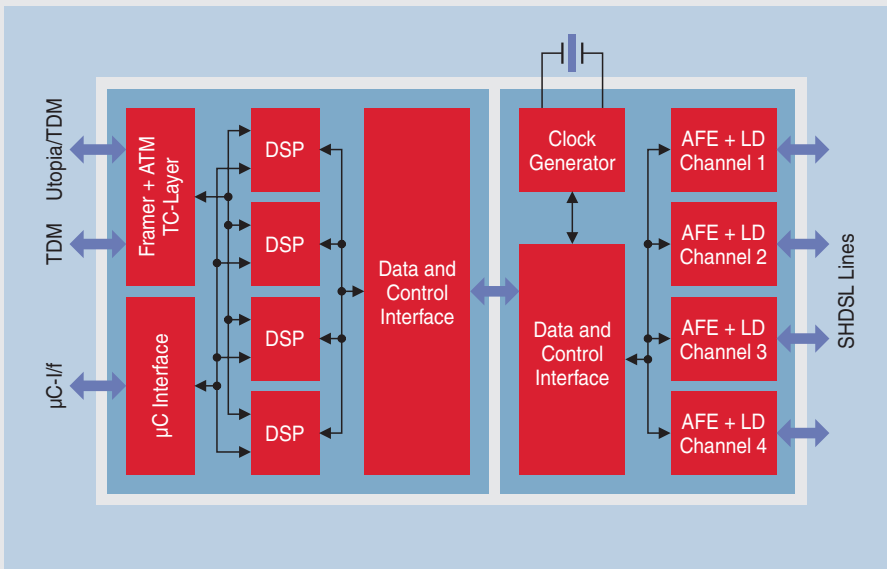 Utopia/TDM
TDM
µC-I/f
Framer + ATM
TC-Layer
µC Interface
DSP
DSP
DSP
DSP
Data and
Control
Interface
Clock
Generator
Data and
Control
Interface
AFE + LD
Channel 1
AFE + LD
Channel 2
AFE + LD
Channel 3
AFE + LD
Channel 4
SHDSL Lines